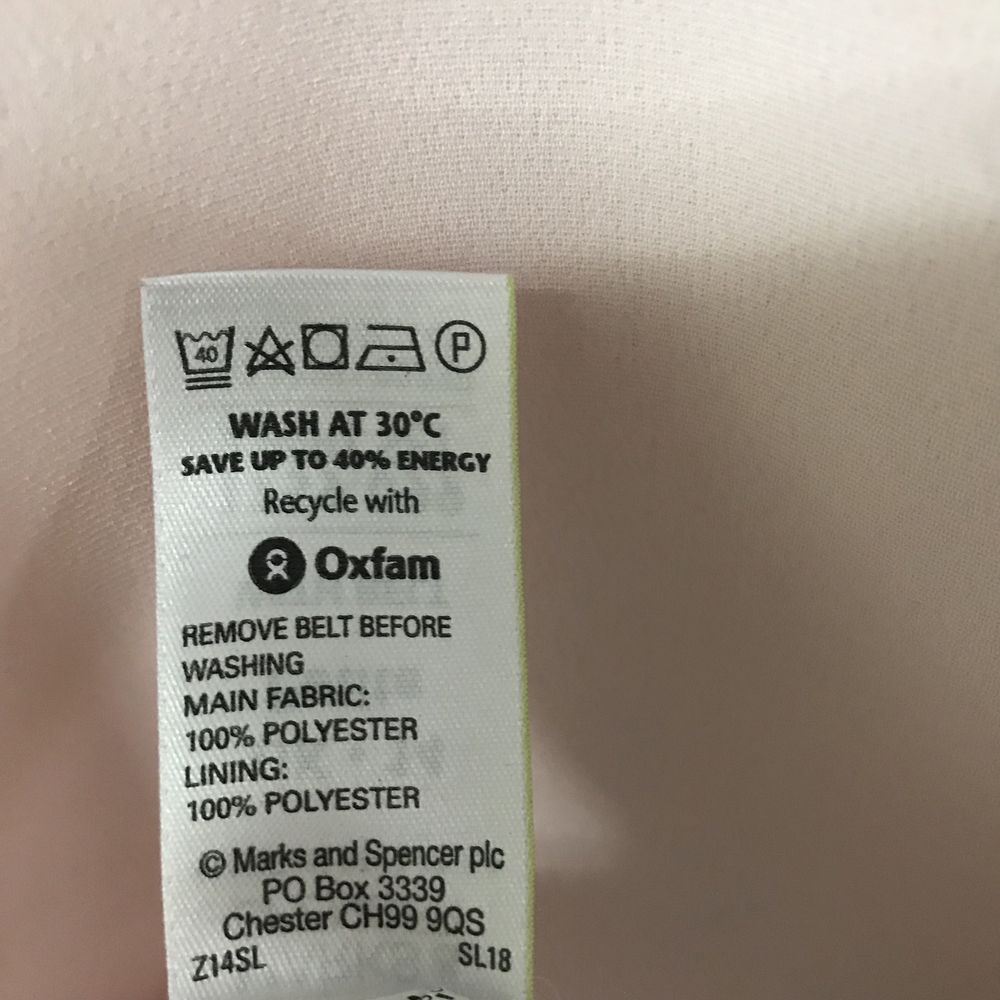 40 P
WASH AT 30°C
SAVE UP TO 40% ENERGY
Recycle with
Oxfam
REMOVE BELT BEFORE
WASHING
MAIN FABRIC:
100% POLYESTER
LINING:
100% POLYESTER
© Marks and Spencer plc
PO Box 3339
Chester CH99 9QS
Z14SL SL18